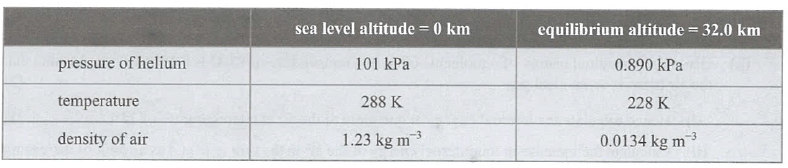 sea level altitude = 0 km equilibrium altitude = 32.0 km
pressure of helium 101 kPa 0.890 kPa
temperature 288 K 228 K
density of air 1.23 kg m⁻³ 0.0134 kg m⁻³